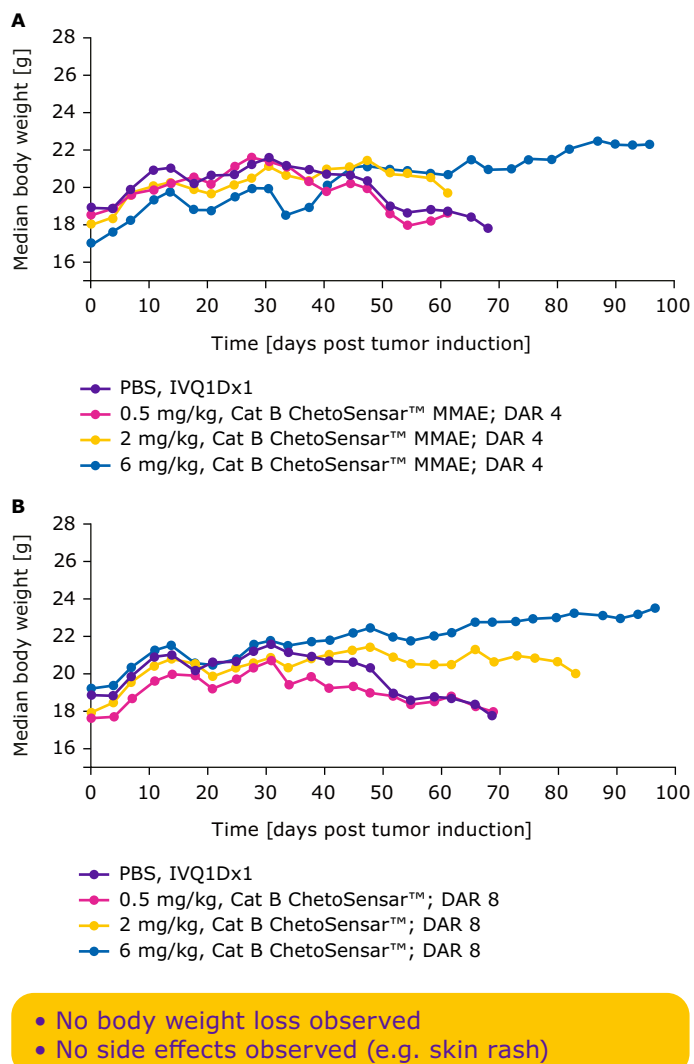 A
28
26
24
22
20
18
16
Median body weight [g]
0 10 20 30 40 50 60 70 80 90 100
Time [days post tumor induction]
PBS, IVQ1Dx1
0.5 mg/kg, Cat B ChetoSensar™ MMAE; DAR 4
2 mg/kg, Cat B ChetoSensar™ MMAE; DAR 4
6 mg/kg, Cat B ChetoSensar™ MMAE; DAR 4
B
28
26
24
22
20
18
16
Median body weight [g]
0 10 20 30 40 50 60 70 80 90 100
Time [days post tumor induction]
PBS, IVQ1Dx1
0.5 mg/kg, Cat B ChetoSensar™; DAR 8
2 mg/kg, Cat B ChetoSensar™; DAR 8
6 mg/kg, Cat B ChetoSensar™; DAR 8
• No body weight loss observed
• No side effects observed (e.g. skin rash)